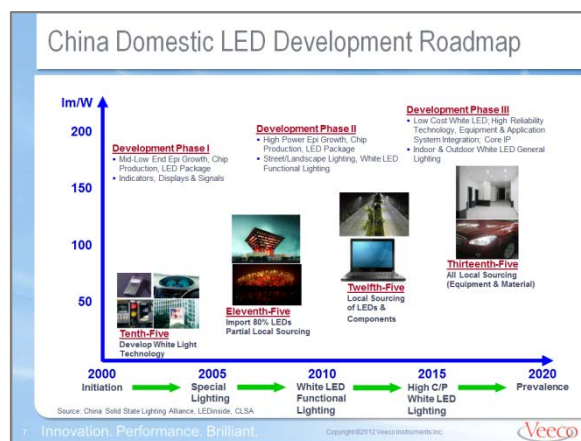 China Domestic LED Development Roadmap
lm/W
200
150
100
50
Development Phase I
Mid-Low End Epi Growth, Chip
Production, LED Package
Indicators, Displays & Signals
Development Phase II
High Power Epi Growth, Chip
Production, LED Package
Street/Landscape Lighting, White LED
Functional Lighting
Development Phase III
Low Cost White LED; High Reliability
Technology, Equipment & Application
System Integration; Core IP
Indoor & Outdoor White LED General
Lighting
Tenth-Five
Develop White Light
Technology
Eleventh-Five
Import 80% LEDs
Partial Local Sourcing
Twelfth-Five
Local Sourcing
of LEDs &
Components
Thirteenth-Five
All Local Sourcing
(Equipment & Material)
2000
2005
2010
2015
2020
Initiation
Special
Lighting
White LED
Functional
Lighting
High C/P
White LED
Lighting
Prevalence
Source: China Solid State Lighting Alliance, LEDinside, CLSA
7 Innovation. Performance. Brilliant.
Copyright©2012 Veeco Instruments Inc.
Veeco